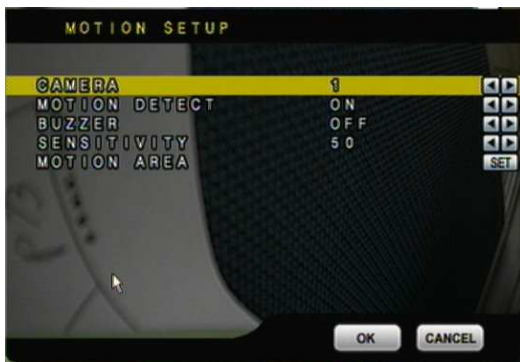 MOTION SETUP
CAMERA 1
MOTION DETECT ON
BUZZER OFF
SENSITIVITY 50
MOTION AREA SET
OK CANCEL